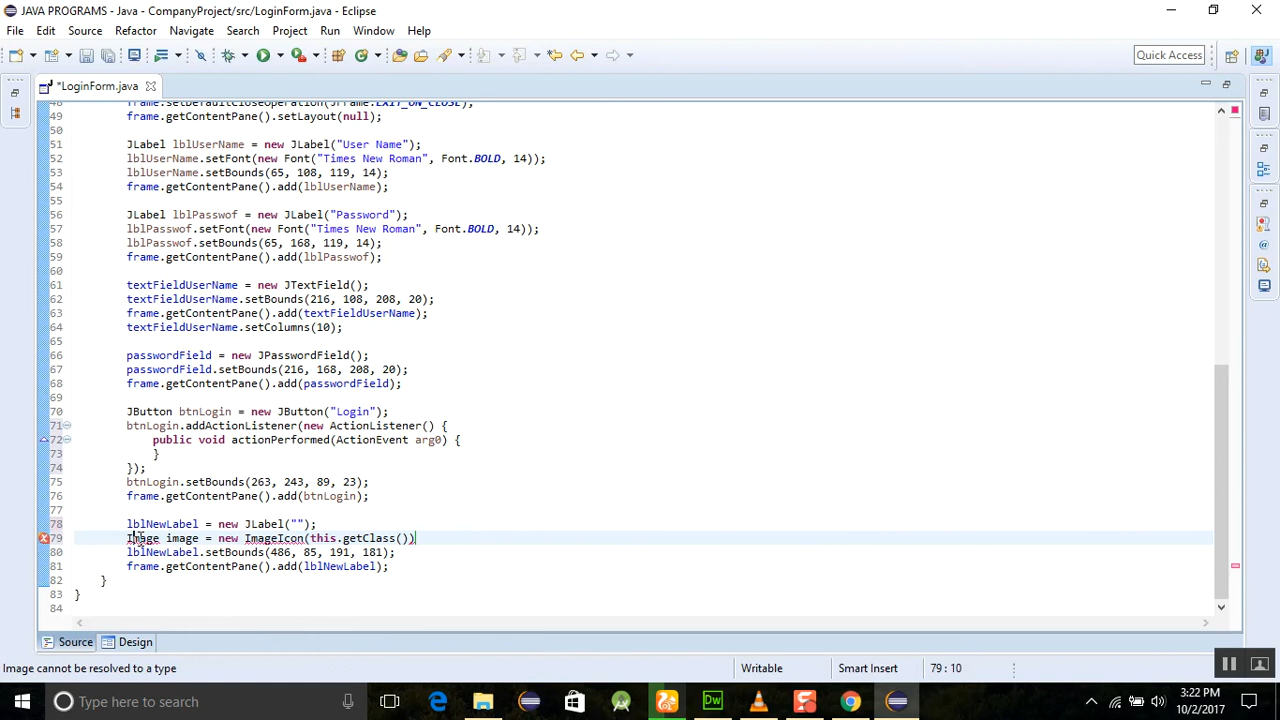 JAVA PROGRAMS - Java - CompanyProject/src/LoginForm.java - Eclipse
File Edit Source Refactor Navigate Search Project Run Window Help
Quick Access
*LoginForm.java
48 frame.setDefaultCloseOperation(JFrame.EXIT_ON_CLOSE);
49 frame.getContentPane().setLayout(null);
50
51 JLabel lblUserName = new JLabel("User Name");
52 lblUserName.setFont(new Font("Times New Roman", Font.BOLD, 14));
53 lblUserName.setBounds(65, 108, 119, 14);
54 frame.getContentPane().add(lblUserName);
55
56 JLabel lblPasswof = new JLabel("Password");
57 lblPasswof.setFont(new Font("Times New Roman", Font.BOLD, 14));
58 lblPasswof.setBounds(65, 168, 119, 14);
59 frame.getContentPane().add(lblPasswof);
60
61 textFieldUserName = new JTextField();
62 textFieldUserName.setBounds(216, 108, 208, 20);
63 frame.getContentPane().add(textFieldUserName);
64 textFieldUserName.setColumns(10);
65
66 passwordField = new JPasswordField();
67 passwordField.setBounds(216, 168, 208, 20);
68 frame.getContentPane().add(passwordField);
69
70 JButton btnLogin = new JButton("Login");
71 btnLogin.addActionListener(new ActionListener() {
72 public void actionPerformed(ActionEvent arg0) {
73 }
74 });
75 btnLogin.setBounds(263, 243, 89, 23);
76 frame.getContentPane().add(btnLogin);
77
78 lblNewLabel = new JLabel("");
79 Image image = new ImageIcon(this.getClass())
80 lblNewLabel.setBounds(486, 85, 191, 181);
81 frame.getContentPane().add(lblNewLabel);
82 }
83 }
84
Source Design
Image cannot be resolved to a type Writable Smart Insert 79 : 10
Type here to search Dw 3:22 PM
10/2/2017